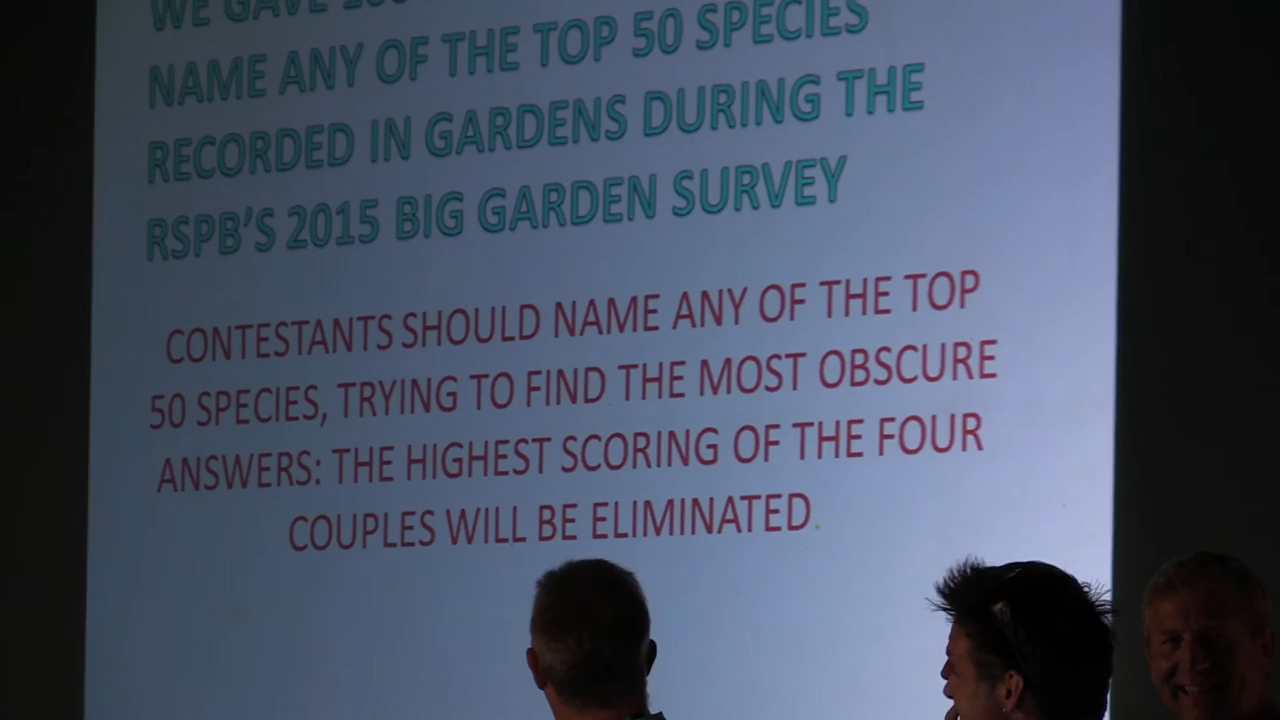 WE GAVE
NAME ANY OF THE TOP 50 SPECIES
RECORDED IN GARDENS DURING THE
RSPB'S 2015 BIG GARDEN SURVEY
CONTESTANTS SHOULD NAME ANY OF THE TOP
50 SPECIES, TRYING TO FIND THE MOST OBSCURE
ANSWERS: THE HIGHEST SCORING OF THE FOUR
COUPLES WILL BE ELIMINATED.